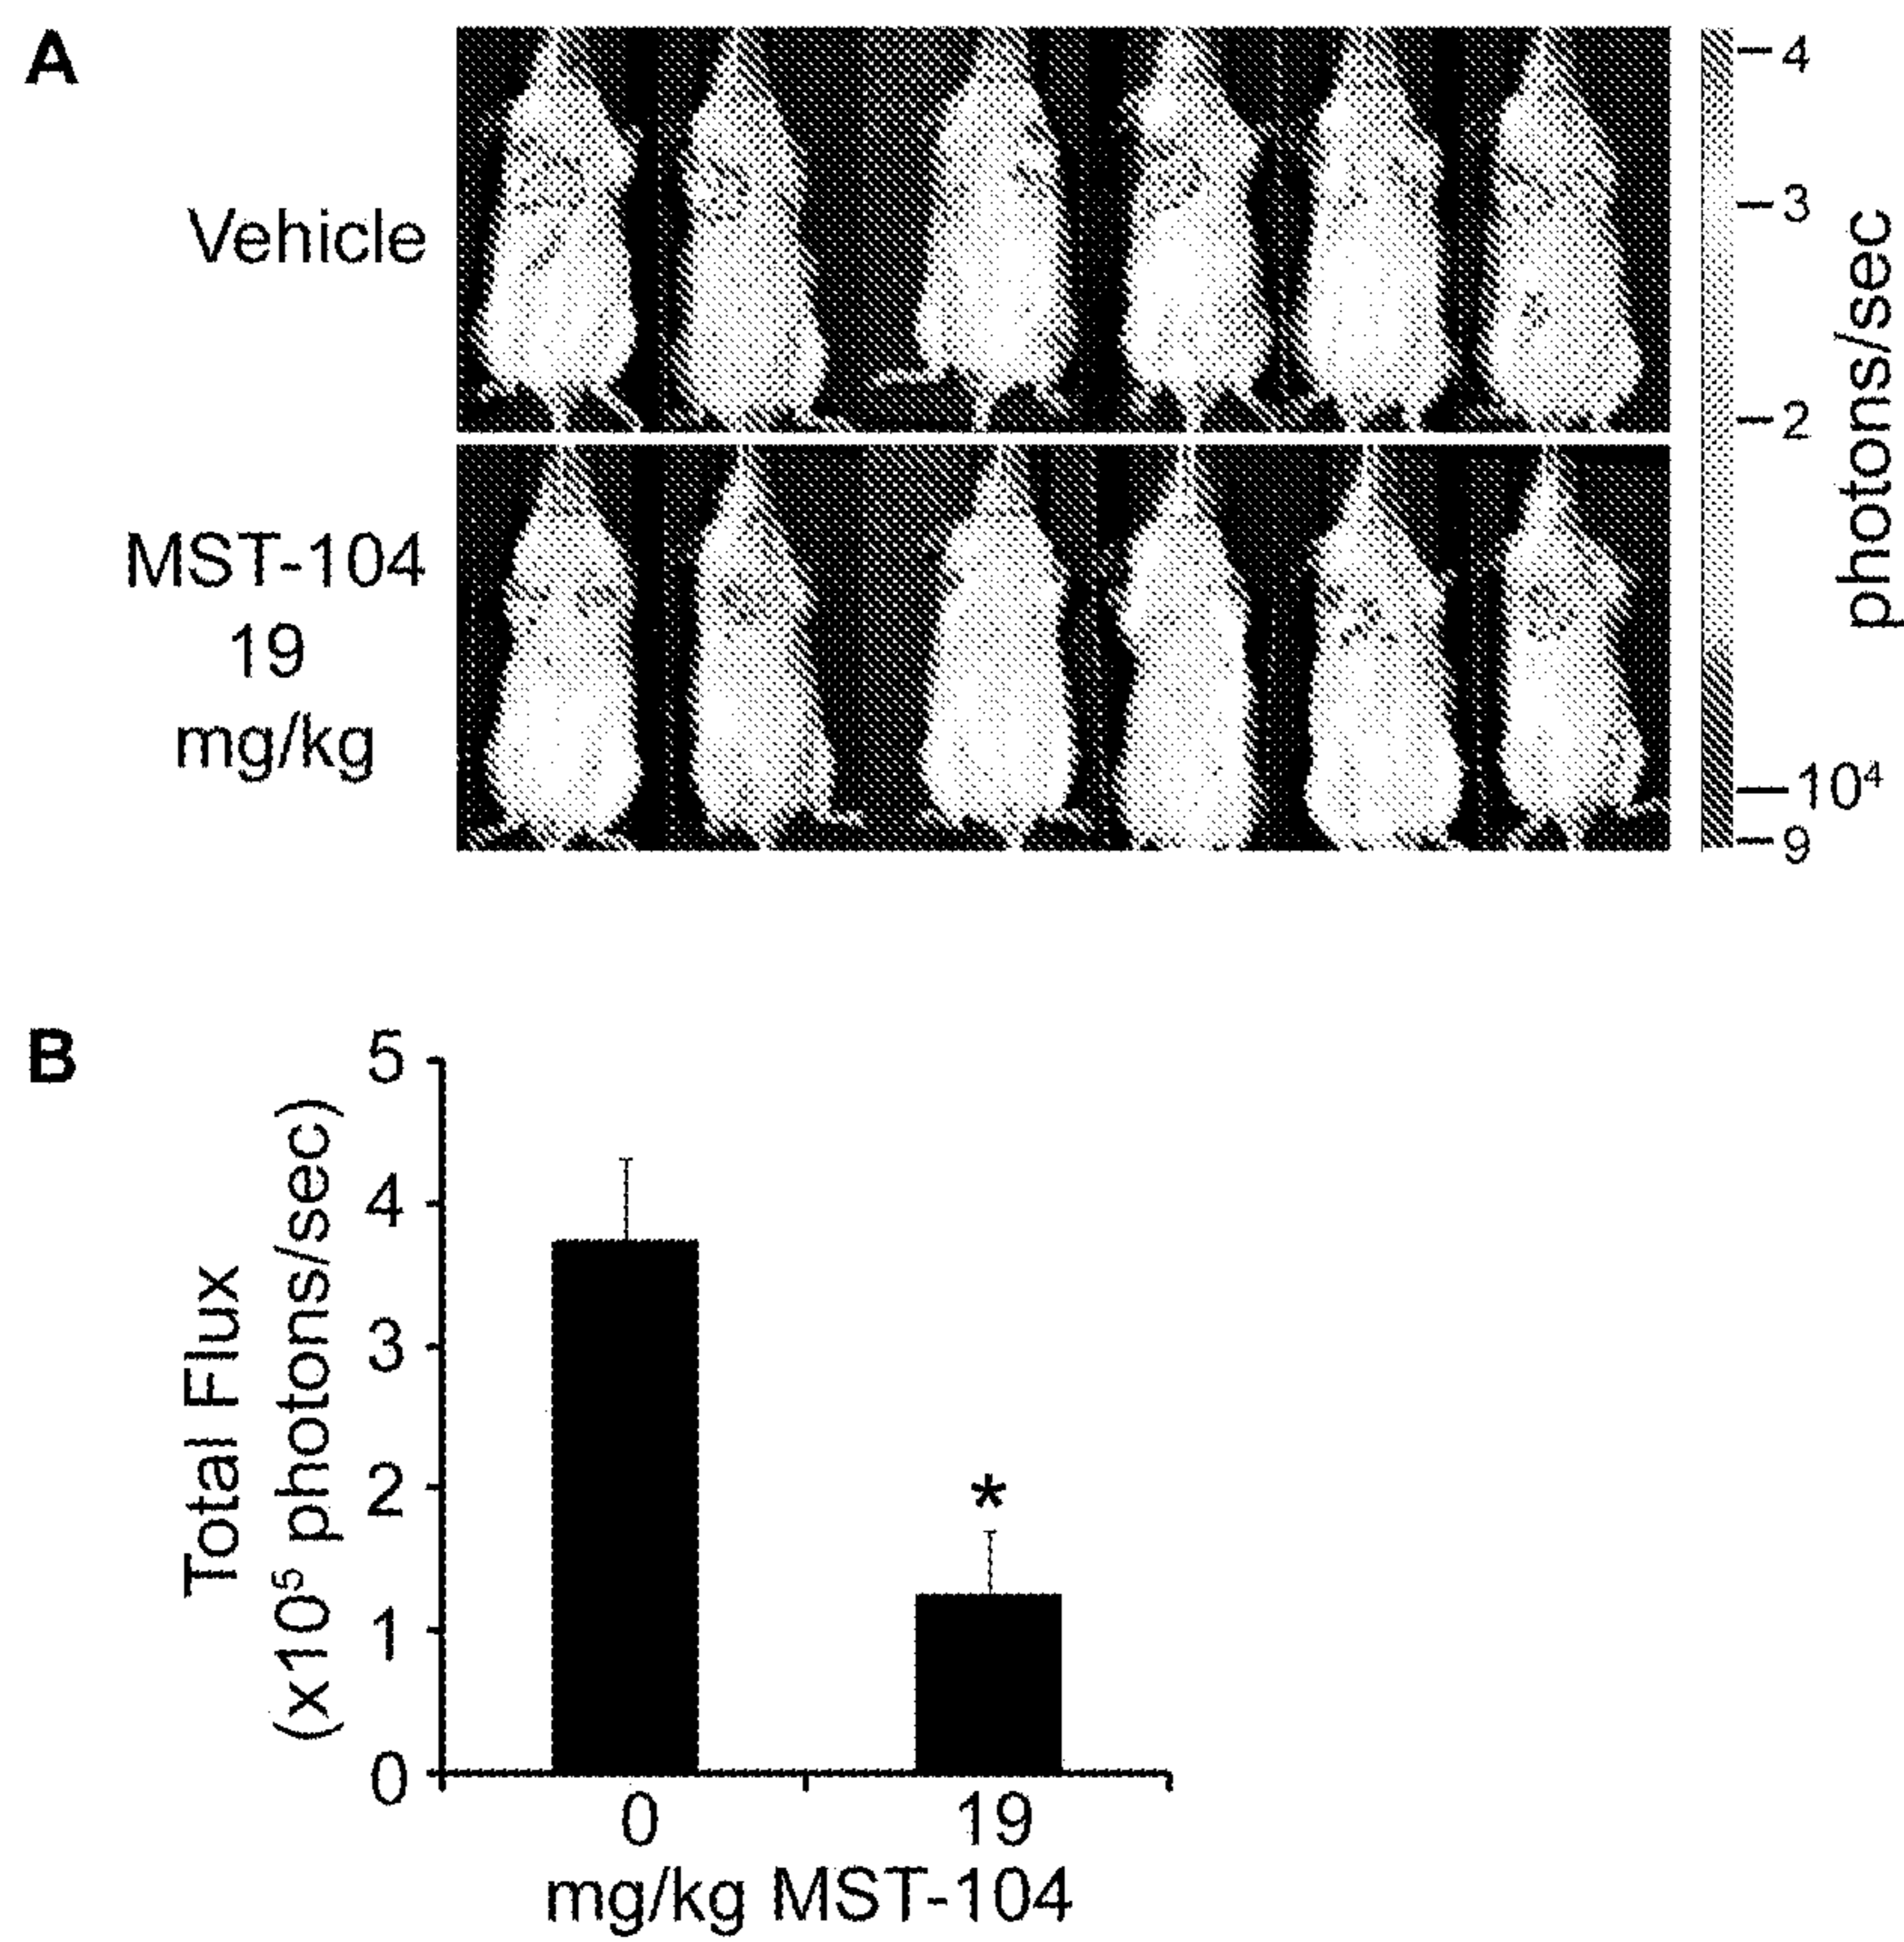 A
Vehicle
MST-104
19
mg/kg
4
3
2
10⁴
9
photons/sec
B
Total Flux
(x10⁵ photons/sec)
5
4
3
2
1
0
*
0
19
mg/kg MST-104